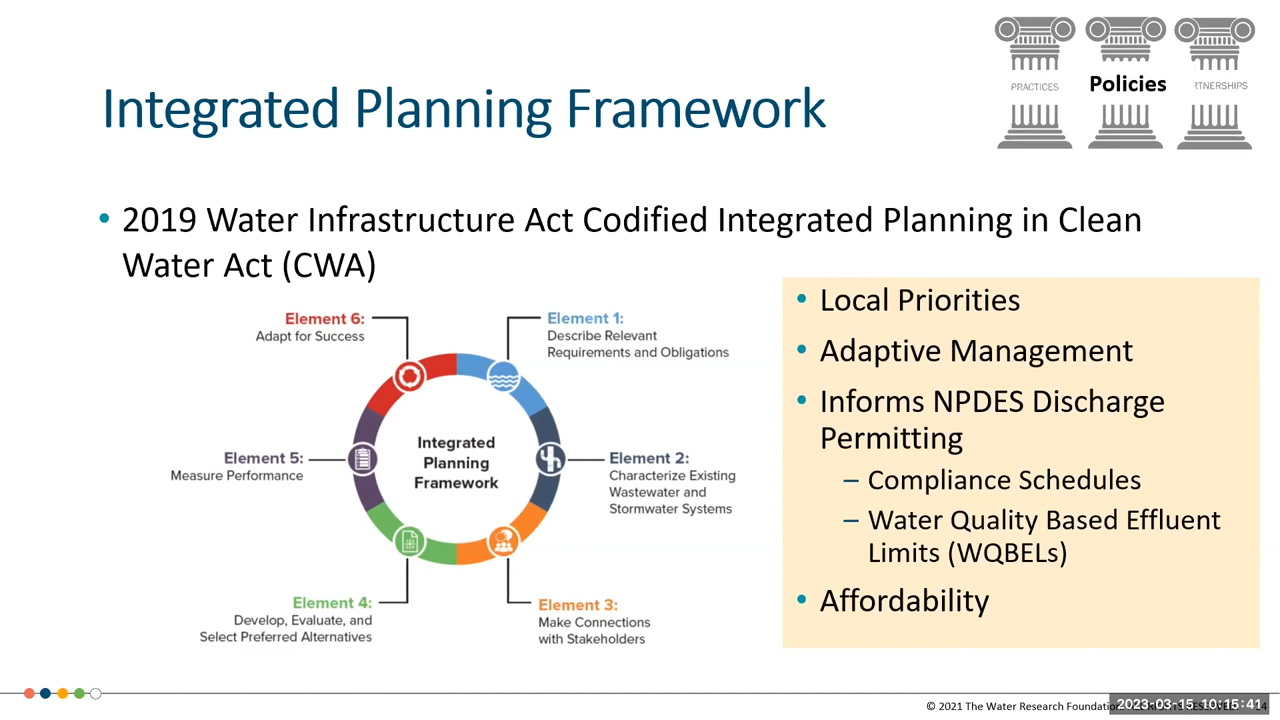 PRACTICES
Policies
RTNERSHIPS
Integrated Planning Framework
• 2019 Water Infrastructure Act Codified Integrated Planning in Clean
Water Act (CWA)
Element 6:
Adapt for Success
Element 1:
Describe Relevant
Requirements and Obligations
Element 5:
Measure Performance
Integrated
Planning
Framework
Element 2:
Characterize Existing
Wastewater and
Stormwater Systems
Element 4:
Develop, Evaluate, and
Select Preferred Alternatives
Element 3:
Make Connections
with Stakeholders
• Local Priorities
• Adaptive Management
• Informs NPDES Discharge
Permitting
– Compliance Schedules
– Water Quality Based Effluent
Limits (WQBELs)
• Affordability
© 2021 The Water Research Foundation.
2023-03-15 10:15:41